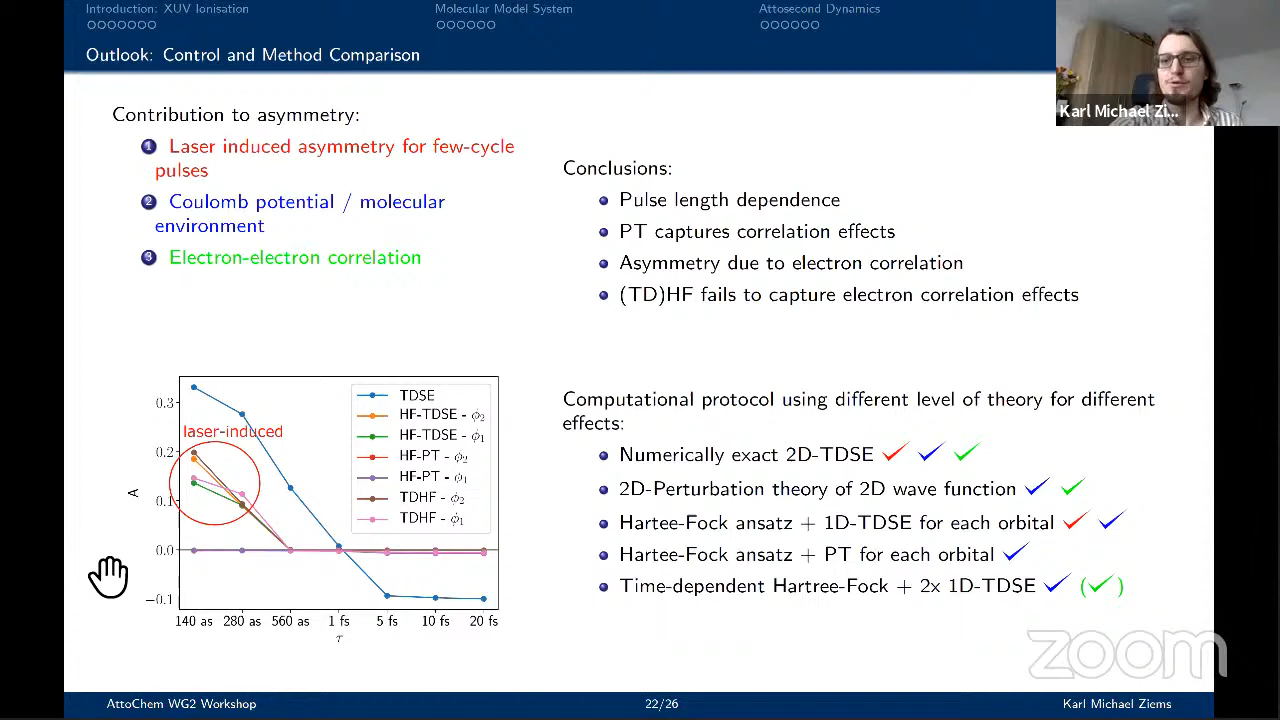 Introduction: XUV Ionisation
Molecular Model System
Attosecond Dynamics
Outlook: Control and Method Comparison
Karl Michael Zi...
Contribution to asymmetry:
1 Laser induced asymmetry for few-cycle
pulses
2 Coulomb potential / molecular
environment
3 Electron-electron correlation
Conclusions:
Pulse length dependence
PT captures correlation effects
Asymmetry due to electron correlation
(TD)HF fails to capture electron correlation effects
laser-induced
A
0.3
0.2
0.1
0.0
−0.1
TDSE
HF-TDSE - ϕ₂
HF-TDSE - ϕ₁
HF-PT - ϕ₂
HF-PT - ϕ₁
TDHF - ϕ₂
TDHF - ϕ₁
140 as 280 as 560 as 1 fs 5 fs 10 fs 20 fs
τ
Computational protocol using different level of theory for different
effects:
Numerically exact 2D-TDSE ✓ ✓ ✓
2D-Perturbation theory of 2D wave function ✓ ✓
Hartee-Fock ansatz + 1D-TDSE for each orbital ✓ ✓
Hartee-Fock ansatz + PT for each orbital ✓
Time-dependent Hartree-Fock + 2x 1D-TDSE ✓ (✓)
zoom
AttoChem WG2 Workshop
22/26
Karl Michael Ziems